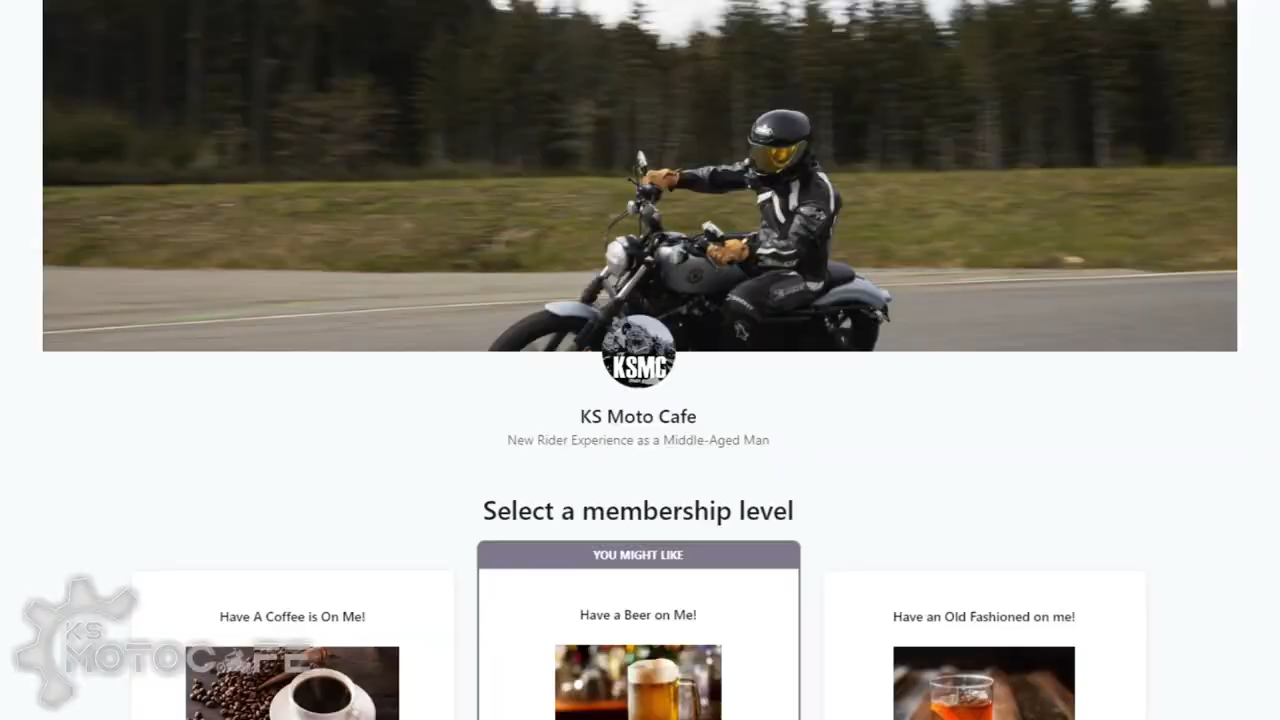 KSMC
KS Moto Cafe
New Rider Experience as a Middle-Aged Man
Select a membership level
YOU MIGHT LIKE
Have A Coffee is On Me!
Have a Beer on Me!
Have an Old Fashioned on me!
KS
MOTOCAFE